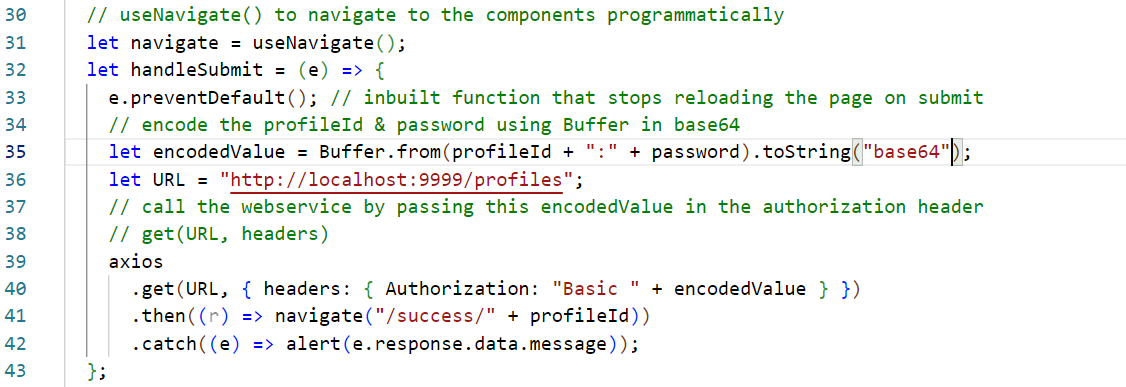 30 // useNavigate() to navigate to the components programmatically
31 let navigate = useNavigate();
32 let handleSubmit = (e) => {
33 e.preventDefault(); // inbuilt function that stops reloading the page on submit
34 // encode the profileId & password using Buffer in base64
35 let encodedValue = Buffer.from(profileId + ":" + password).toString("base64");
36 let URL = "http://localhost:9999/profiles";
37 // call the webservice by passing this encodedValue in the authorization header
38 // get(URL, headers)
39 axios
40 .get(URL, { headers: { Authorization: "Basic " + encodedValue } })
41 .then((r) => navigate("/success/" + profileId))
42 .catch((e) => alert(e.response.data.message));
43 };